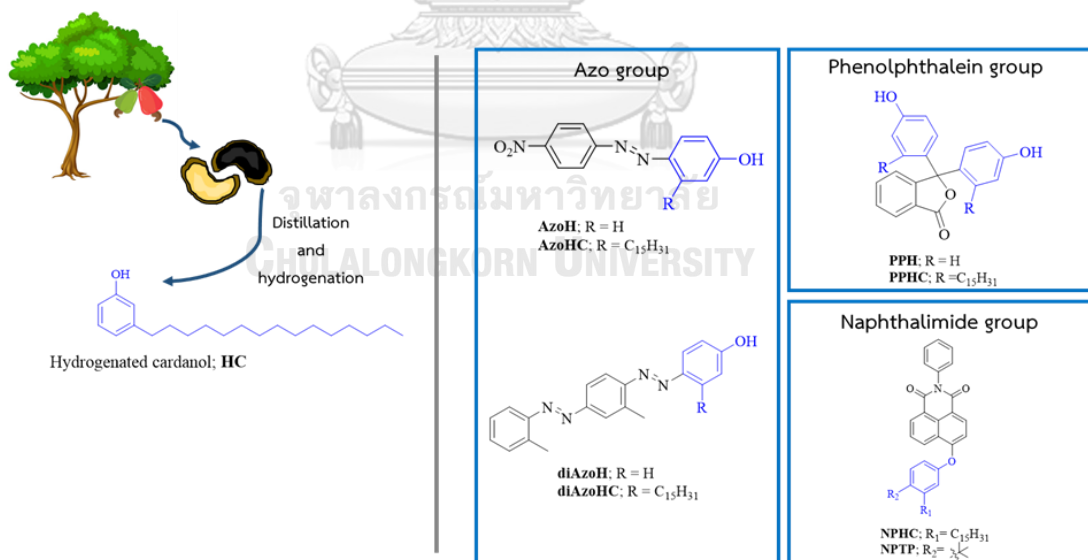 จุฬาลงกรณ์มหาวิทยาลัย
CHULALONGKORN UNIVERSITY
Distillation
and
hydrogenation
OH
Hydrogenated cardanol; HC
Azo group
O₂N
N
N
OH
R
AzoH; R = H
AzoHC; R = C₁₅H₃₁
N
N
N
N
OH
R
diAzoH; R = H
diAzoHC; R = C₁₅H₃₁
Phenolphthalein group
HO
OH
R
R
O
O
PPH; R = H
PPHC; R =C₁₅H₃₁
Naphthalimide group
O
N
O
O
R₂
R₁
NPHC; R₁= C₁₅H₃₁
NPTP; R₂=